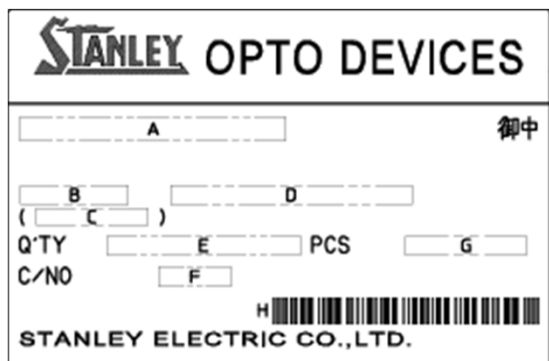 STANLEY OPTO DEVICES
A 御中
B D
( C )
Q'TY E PCS G
C/NO F
H
STANLEY ELECTRIC CO.,LTD.